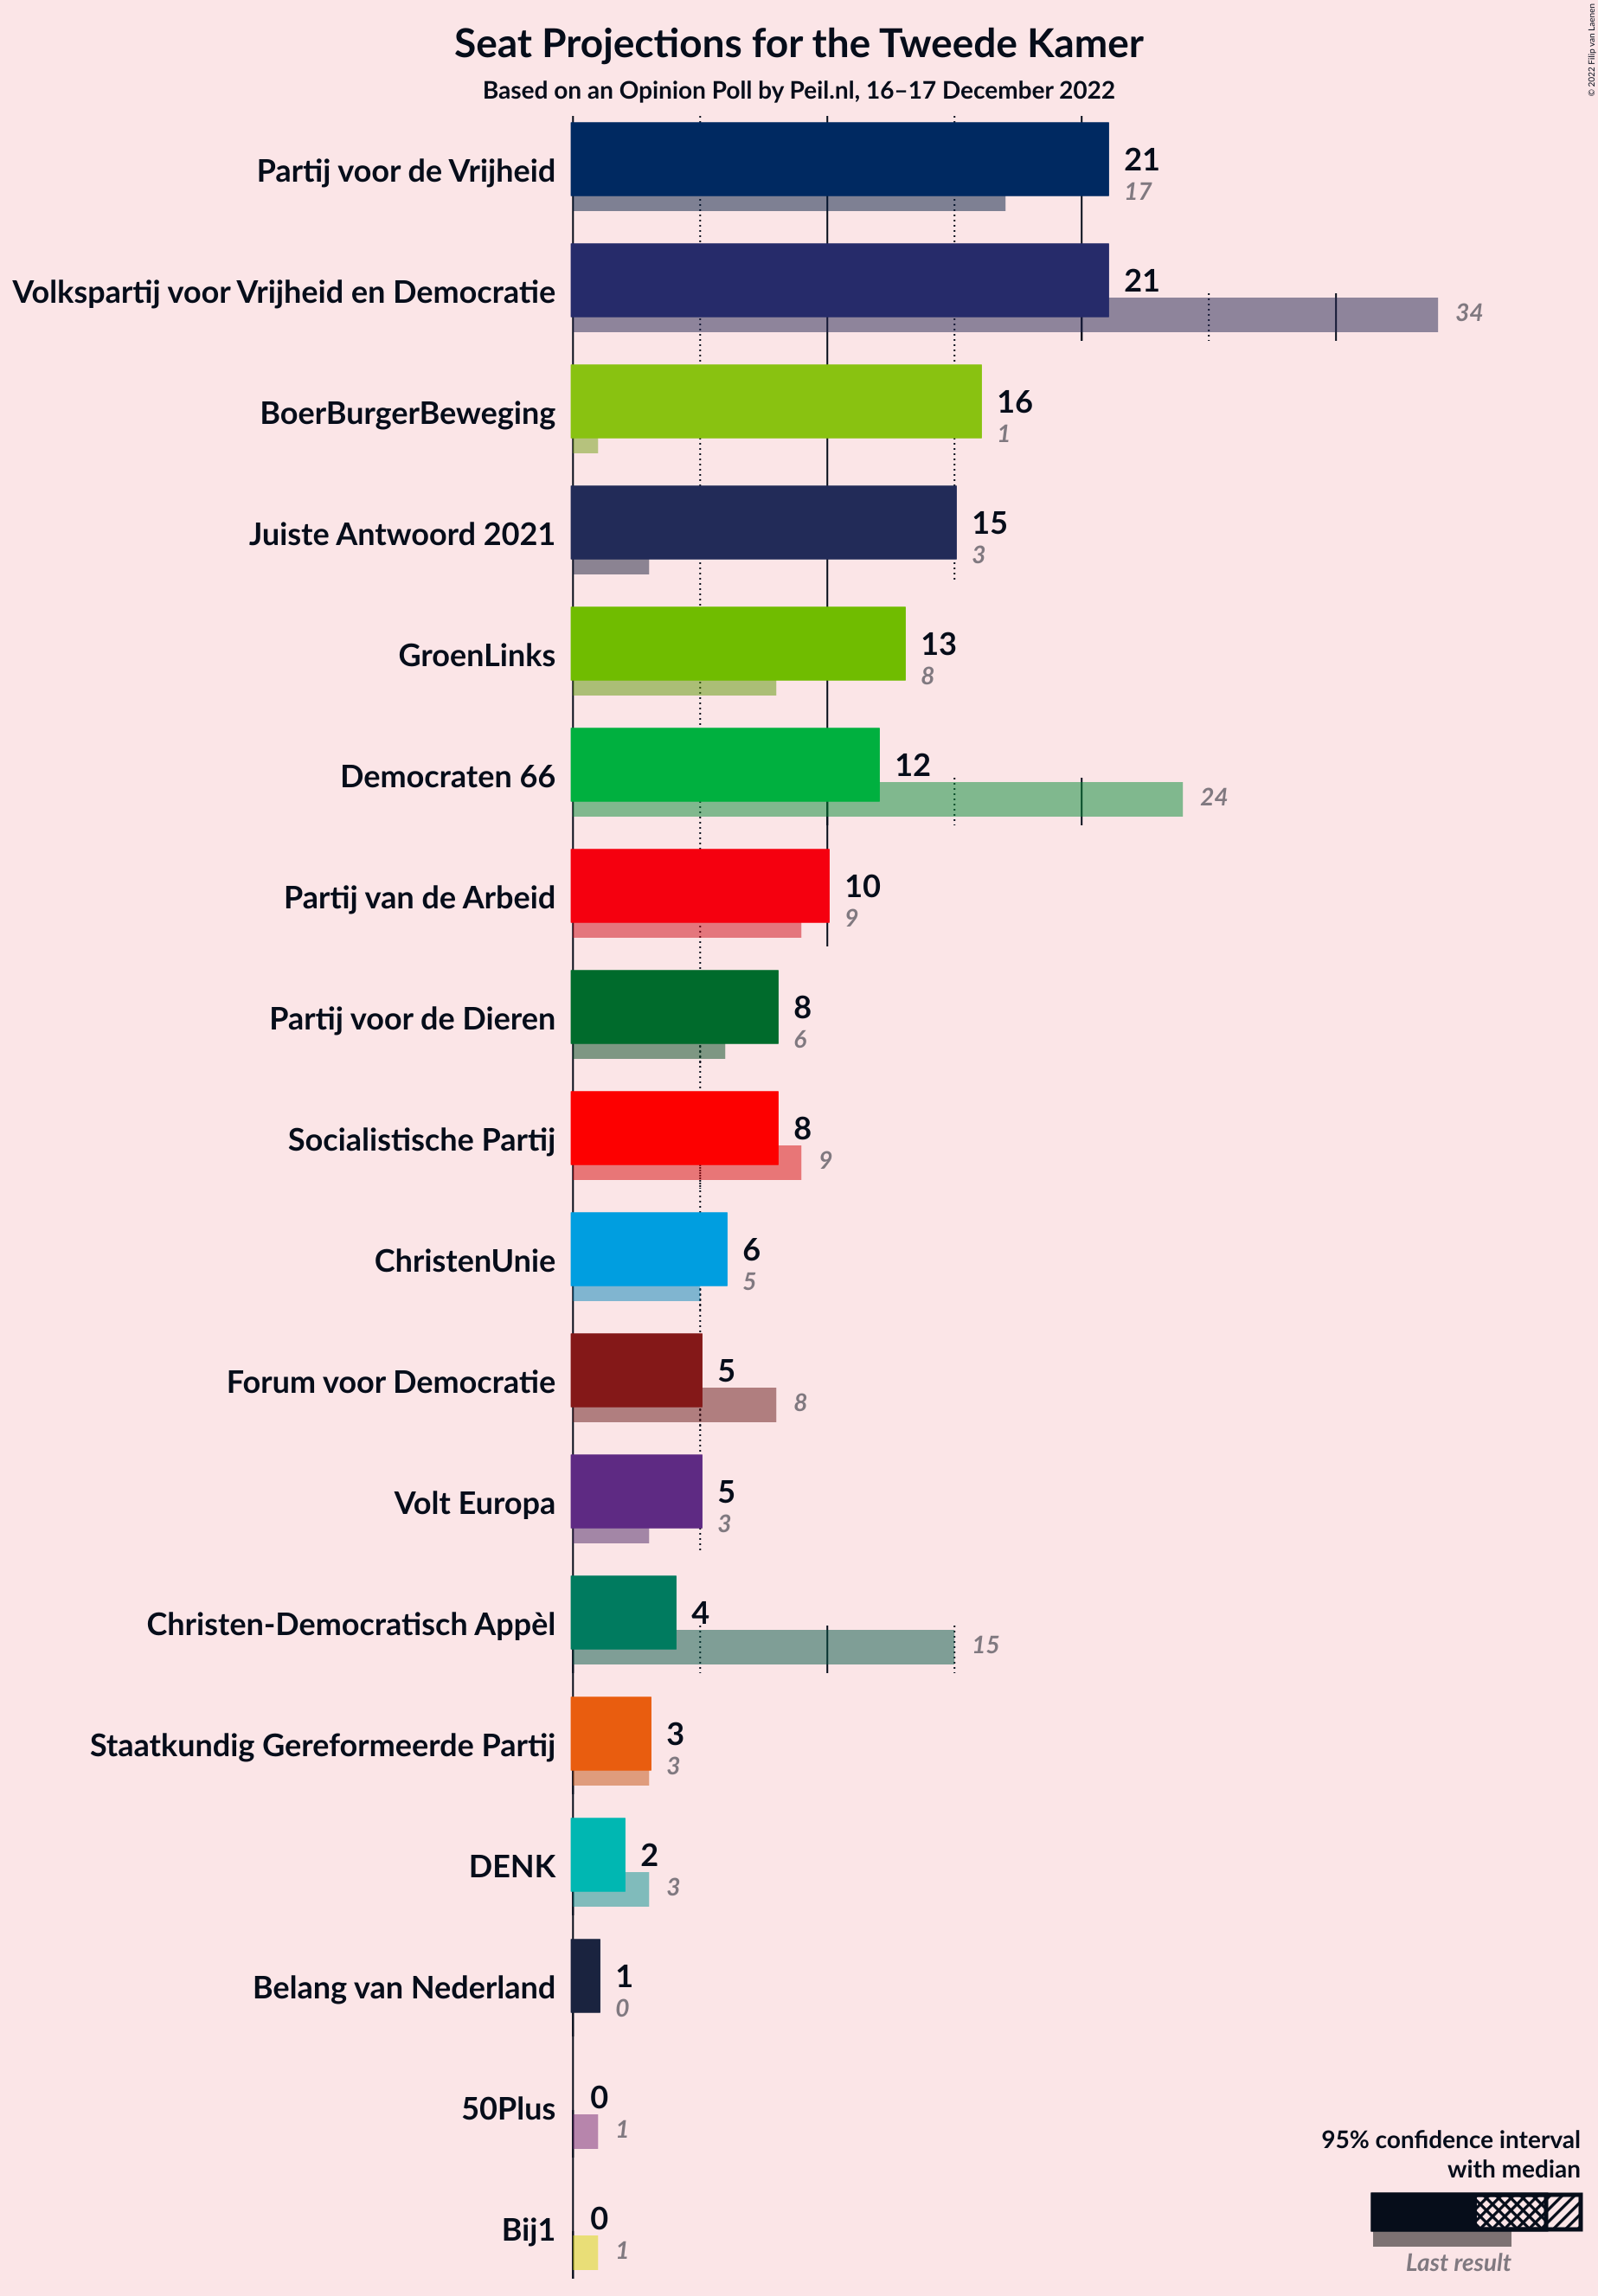 Seat Projections for the Tweede Kamer
Based on an Opinion Poll by Peil.nl, 16–17 December 2022
© 2022 Filip van Laenen
Partij voor de Vrijheid
21
17
Volkspartij voor Vrijheid en Democratie
21
34
BoerBurgerBeweging
16
1
Juiste Antwoord 2021
15
3
GroenLinks
13
8
Democraten 66
12
24
Partij van de Arbeid
10
9
Partij voor de Dieren
8
6
Socialistische Partij
8
9
ChristenUnie
6
5
Forum voor Democratie
5
8
Volt Europa
5
3
Christen-Democratisch Appèl
4
15
Staatkundig Gereformeerde Partij
3
3
DENK
2
3
Belang van Nederland
1
0
50Plus
0
1
Bij1
0
1
95% confidence interval
with median
Last result